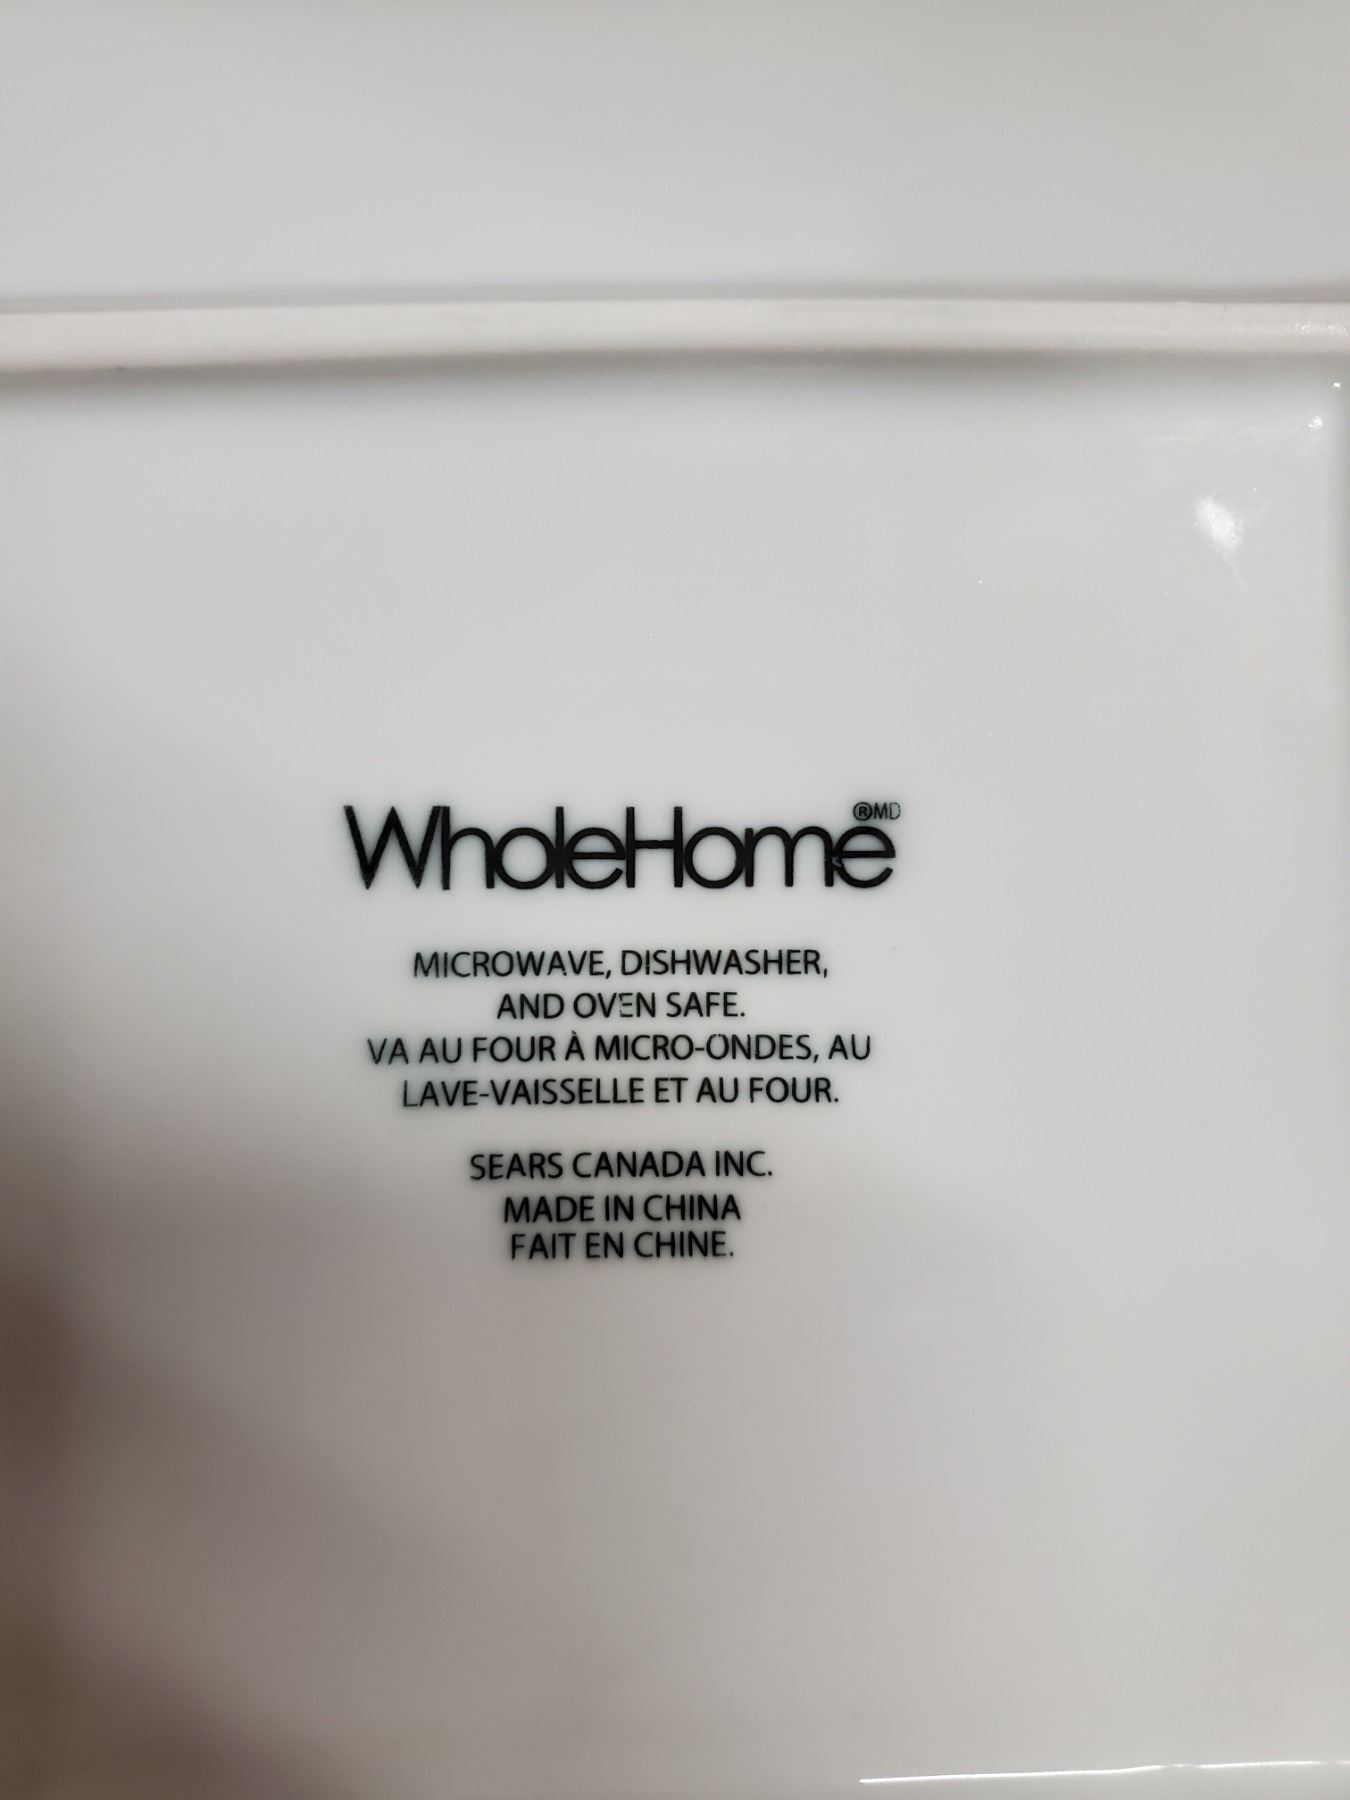 WholeHome®MD
MICROWAVE, DISHWASHER,
AND OVEN SAFE.
VA AU FOUR À MICRO-ONDES, AU
LAVE-VAISSELLE ET AU FOUR.
SEARS CANADA INC.
MADE IN CHINA
FAIT EN CHINE.